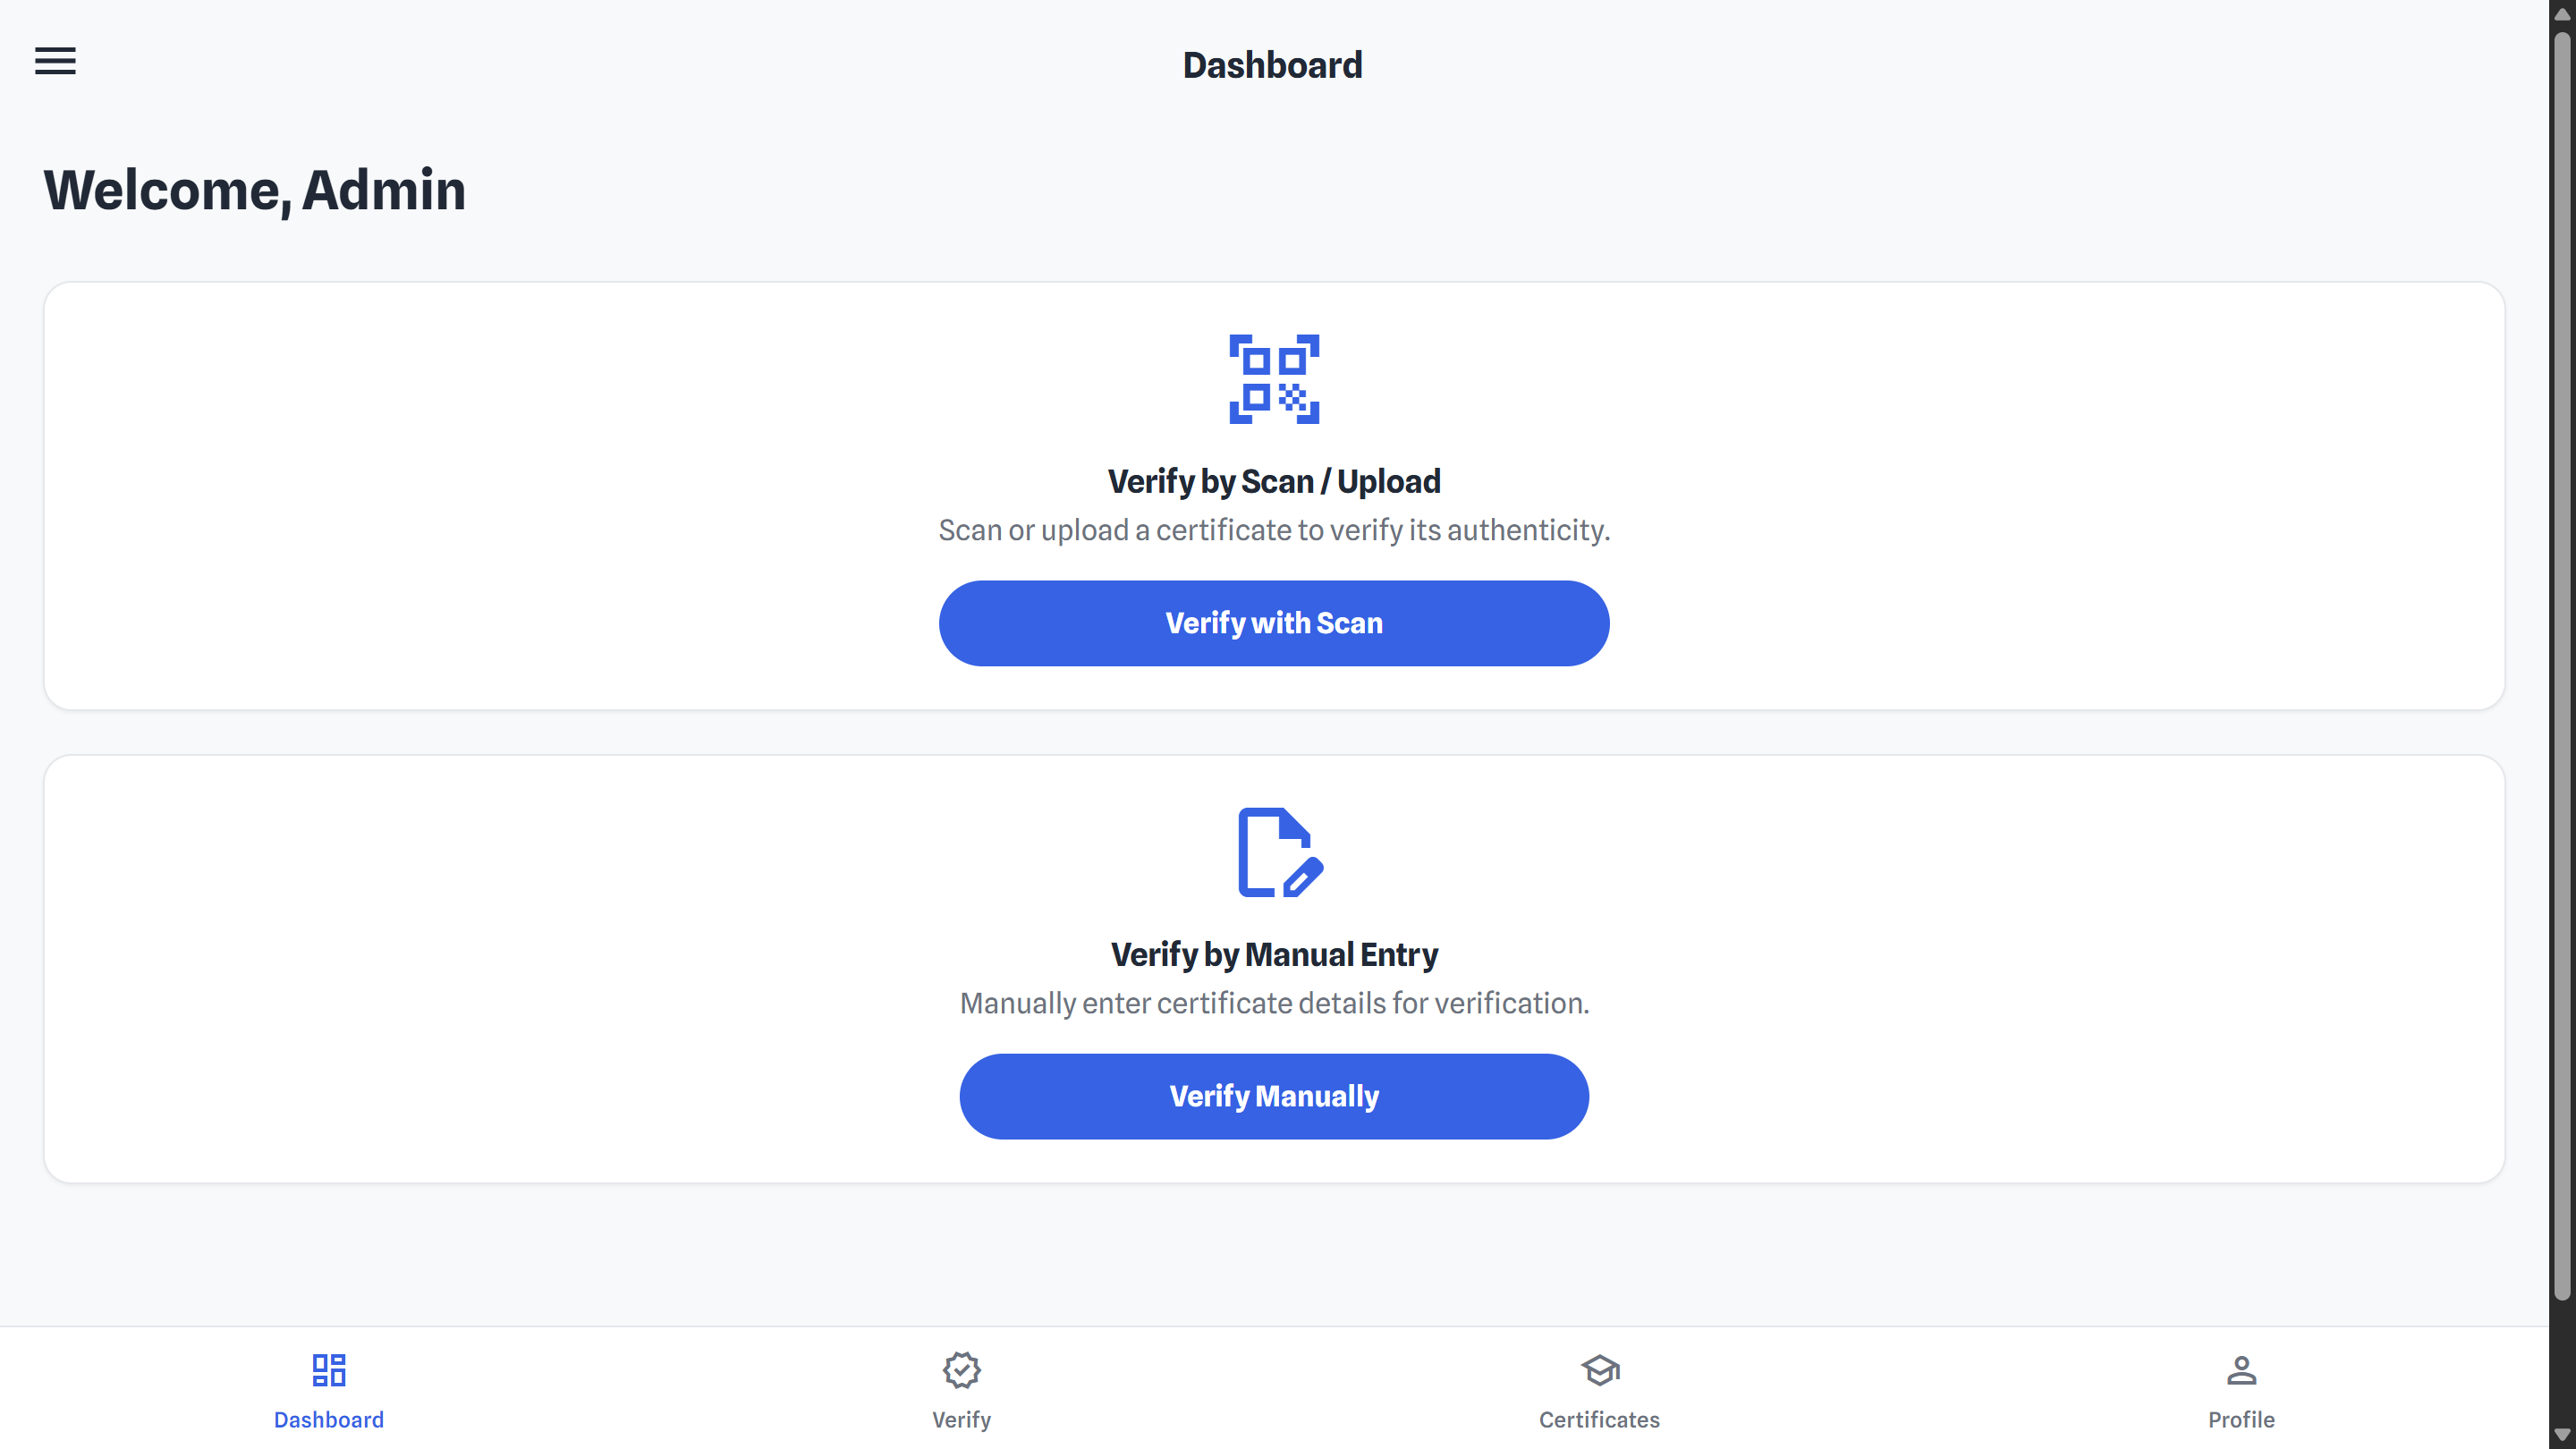 Dashboard
Welcome, Admin
Verify by Scan / Upload
Scan or upload a certificate to verify its authenticity.
Verify with Scan
Verify by Manual Entry
Manually enter certificate details for verification.
Verify Manually
Dashboard
Verify
Certificates
Profile